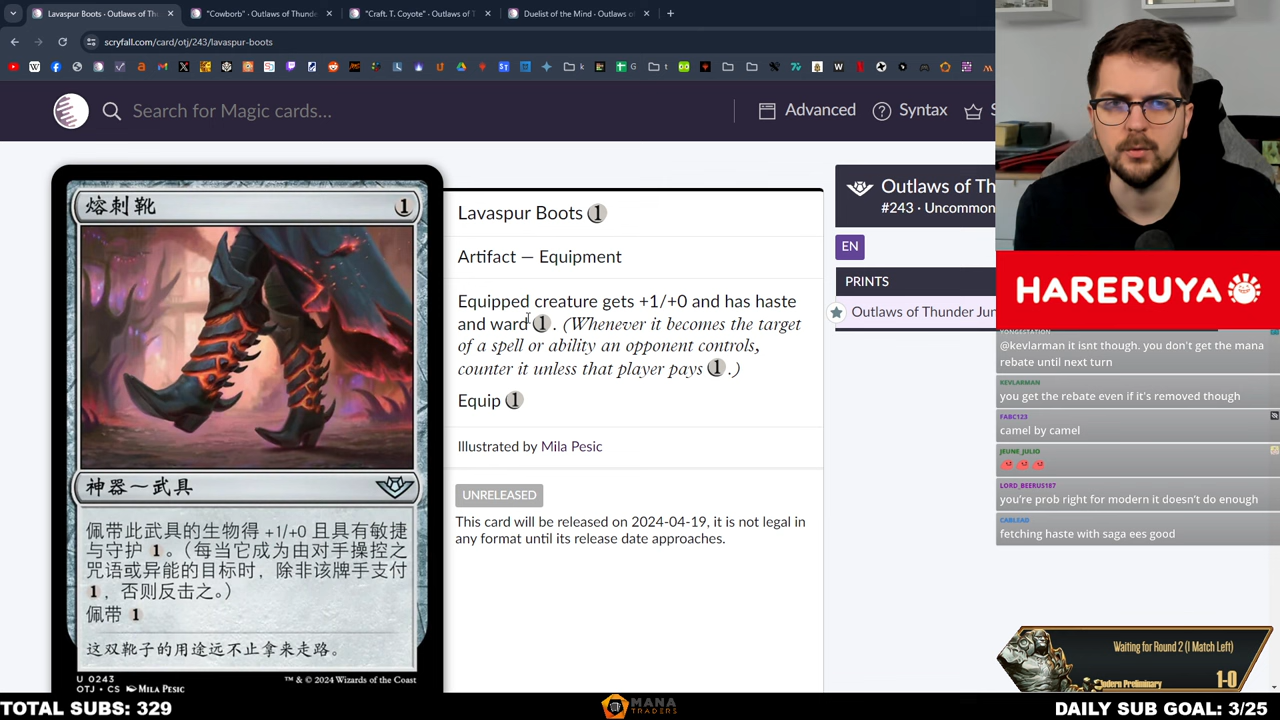 Lavaspur Boots · Outlaws of Th
"Cowborb" · Outlaws of Thund
"Craft. T. Coyote" · Outlaws of T
Duelist of the Mind · Outlaws of
scryfall.com/card/otj/243/lavaspur-boots
Search for Magic cards…
Advanced
Syntax
S
熔刺靴 1
神器～武具
佩带此武具的生物得 +1/+0 且具有敏捷
与守护 1。（每当它成为由对手操控之
咒语或异能的目标时，除非该牌手支付
1，否则反击之。）
佩带 1
这双靴子的用途远不止拿来走路。
U 0243
OTJ • CS MILA PESIC
™ & © 2024 Wizards of the Coast
Lavaspur Boots 1
Artifact — Equipment
Equipped creature gets +1/+0 and has haste
and ward 1. (Whenever it becomes the target
of a spell or ability an opponent controls,
counter it unless that player pays 1.)
Equip 1
Illustrated by Mila Pesic
UNRELEASED
This card will be released on 2024-04-19, it is not legal in
any format until its release date approaches.
Outlaws of Th
#243 · Uncommon
EN
PRINTS
Outlaws of Thunder Jun
HARERUYA
YONGESTATION
@kevlarman it isnt though. you don't get the mana
rebate until next turn
KEVLARMAN
you get the rebate even if it's removed though
FABC123
camel by camel
JEUNE_JULIO
LORD_BEERUS187
you're prob right for modern it doesn't do enough
CABLEAD
fetching haste with saga ees good
Waiting for Round 2 (1 Match Left)
Modern Preliminary
1-0
TOTAL SUBS: 329
MANA
TRADERS
DAILY SUB GOAL: 3/25